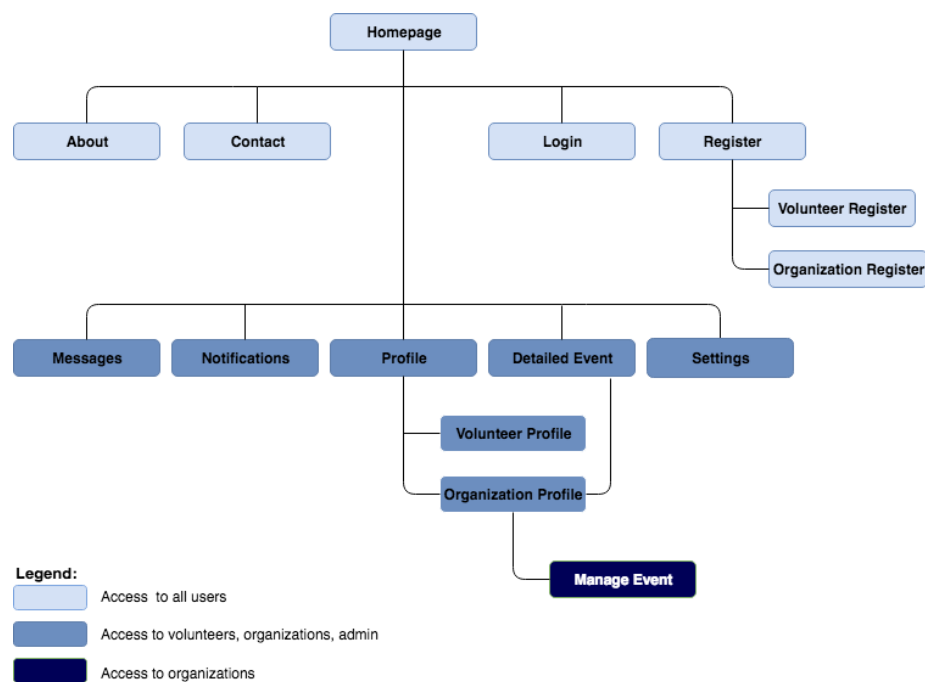 Homepage
About
Contact
Login
Register
Volunteer Register
Organization Register
Messages
Notifications
Profile
Detailed Event
Settings
Volunteer Profile
Organization Profile
Manage Event
Legend:
Access to all users
Access to volunteers, organizations, admin
Access to organizations